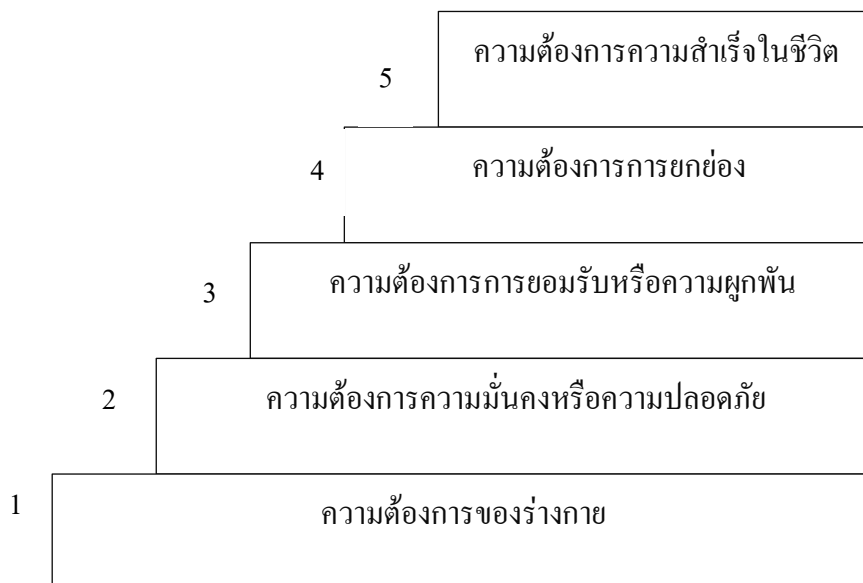 5
ความต้องการความสำเร็จในชีวิต
4
ความต้องการการยกย่อง
3
ความต้องการการยอมรับหรือความผูกพัน
2
ความต้องการความมั่นคงหรือความปลอดภัย
1
ความต้องการของร่างกาย